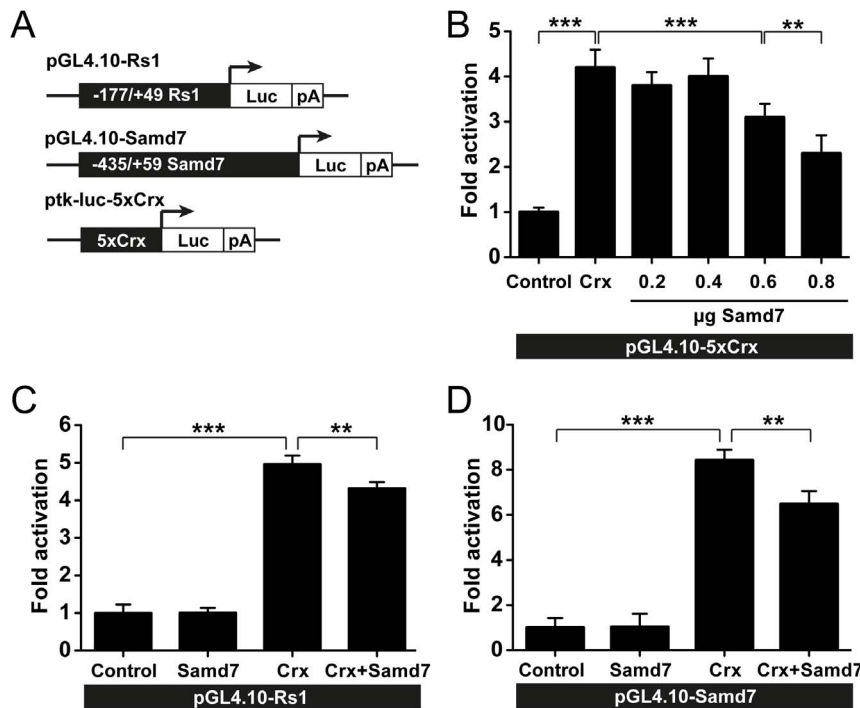 A
pGL4.10-Rs1
-177/+49 Rs1 Luc pA
pGL4.10-Samd7
-435/+59 Samd7 Luc pA
ptk-luc-5xCrx
5xCrx Luc pA
B
Fold activation
5
4
3
2
1
0
*** *** **
Control Crx 0.2 0.4 0.6 0.8
µg Samd7
pGL4.10-5xCrx
C
Fold activation
6
5
4
3
2
1
0
*** **
Control Samd7 Crx Crx+Samd7
pGL4.10-Rs1
D
Fold activation
10
8
6
4
2
0
*** **
Control Samd7 Crx Crx+Samd7
pGL4.10-Samd7